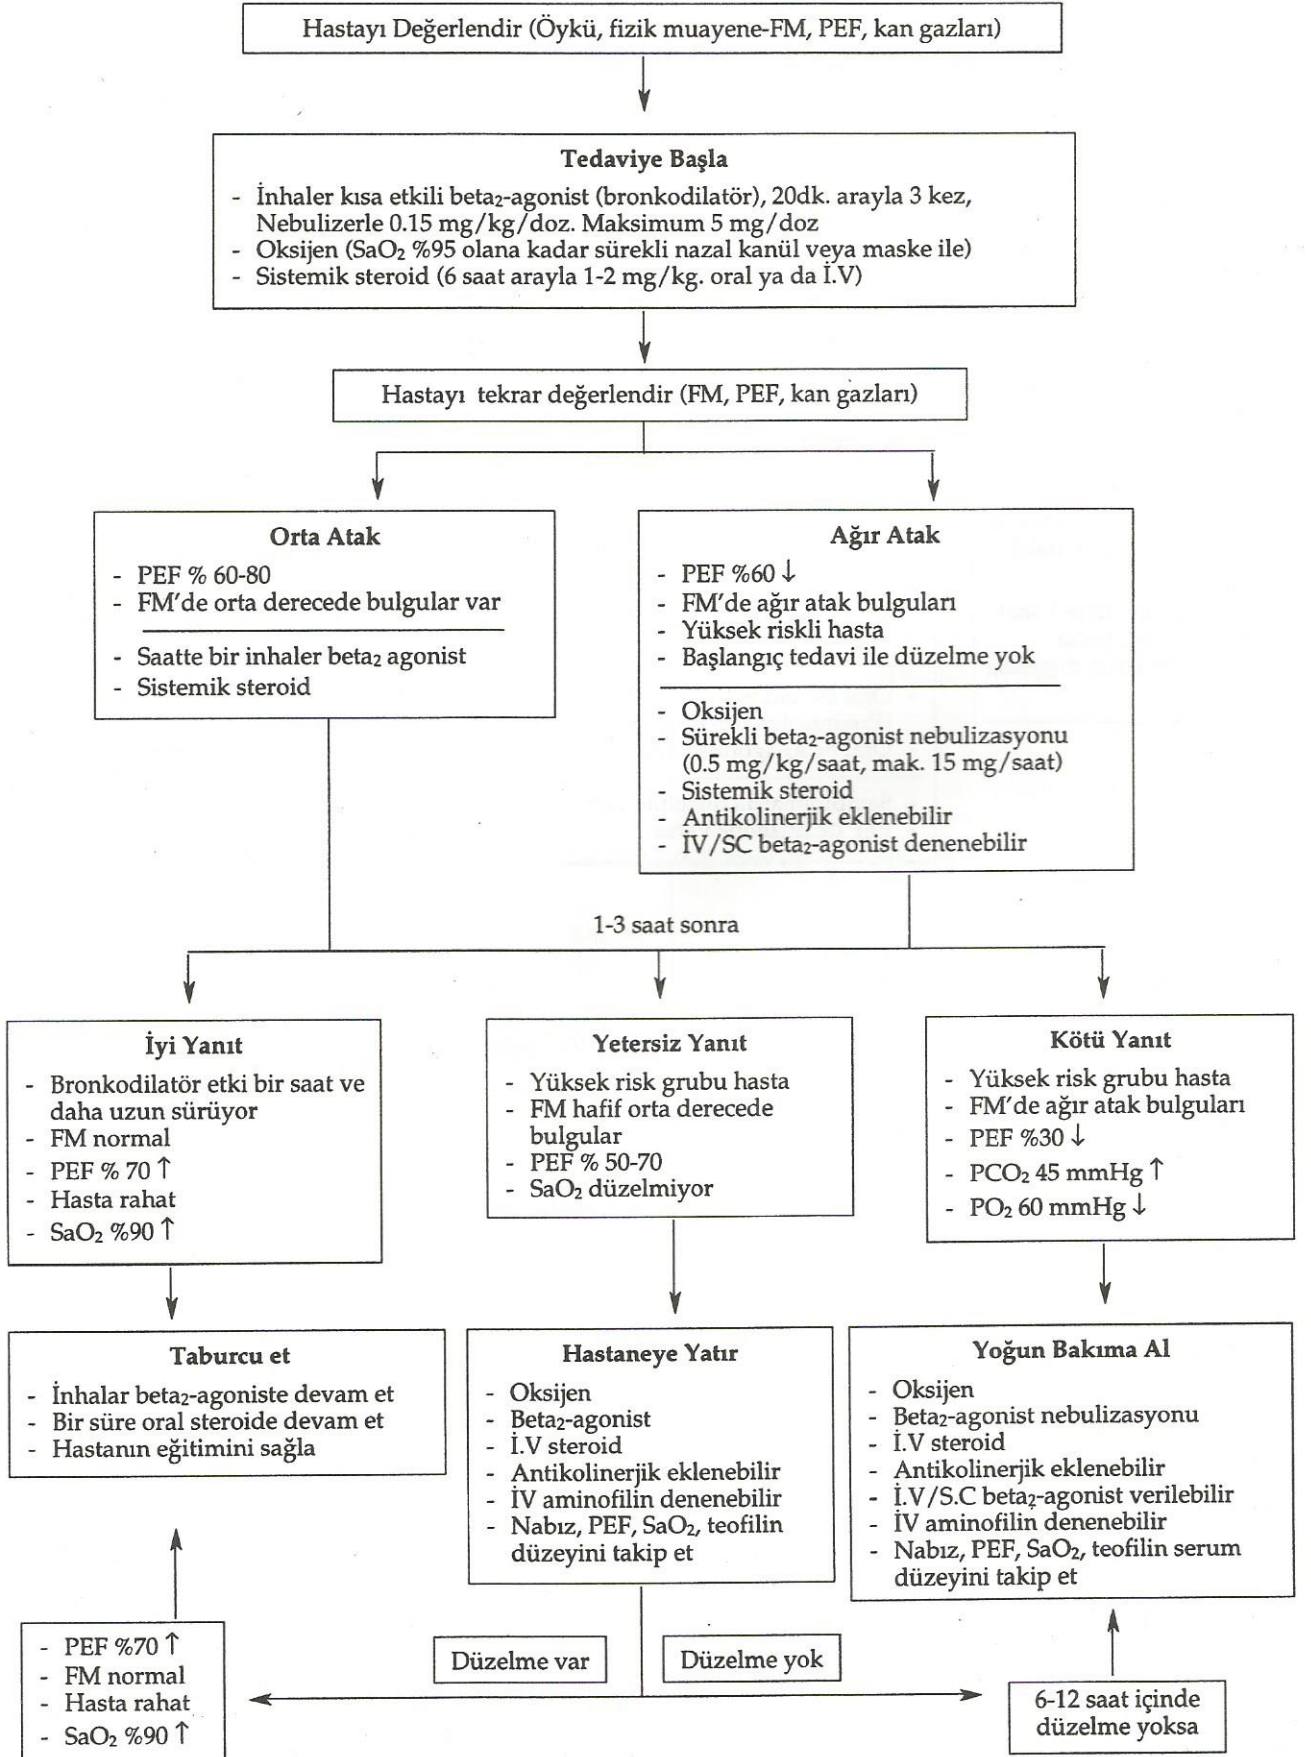 Hastayı Değerlendir (Öykü, fizik muayene-FM, PEF, kan gazları)
Tedaviye Başla
- İnhaler kısa etkili beta₂-agonist (bronkodilatör), 20dk. arayla 3 kez,
Nebulizerle 0.15 mg/kg/doz. Maksimum 5 mg/doz
- Oksijen (SaO₂ %95 olana kadar sürekli nazal kanül veya maske ile)
- Sistemik steroid (6 saat arayla 1-2 mg/kg. oral ya da İ.V)
Hastayı tekrar değerlendir (FM, PEF, kan gazları)
Orta Atak
- PEF % 60-80
- FM'de orta derecede bulgular var
- Saatte bir inhaler beta₂ agonist
- Sistemik steroid
Ağır Atak
- PEF %60 ↓
- FM'de ağır atak bulguları
- Yüksek riskli hasta
- Başlangıç tedavi ile düzelme yok
- Oksijen
- Sürekli beta₂-agonist nebulizasyonu
(0.5 mg/kg/saat, mak. 15 mg/saat)
- Sistemik steroid
- Antikolinerjik eklenebilir
- İV/SC beta₂-agonist denenebilir
1-3 saat sonra
İyi Yanıt
- Bronkodilatör etki bir saat ve
daha uzun sürüyor
- FM normal
- PEF % 70 ↑
- Hasta rahat
- SaO₂ %90 ↑
Yetersiz Yanıt
- Yüksek risk grubu hasta
- FM hafif orta derecede
bulgular
- PEF % 50-70
- SaO₂ düzelmiyor
Kötü Yanıt
- Yüksek risk grubu hasta
- FM'de ağır atak bulguları
- PEF %30 ↓
- PCO₂ 45 mmHg ↑
- PO₂ 60 mmHg ↓
Taburcu et
- İnhalar beta₂-agoniste devam et
- Bir süre oral steroide devam et
- Hastanın eğitimini sağla
Hastaneye Yatır
- Oksijen
- Beta₂-agonist
- İ.V steroid
- Antikolinerjik eklenebilir
- İV aminofilin denenebilir
- Nabız, PEF, SaO₂, teofilin
düzeyini takip et
Yoğun Bakıma Al
- Oksijen
- Beta₂-agonist nebulizasyonu
- İ.V steroid
- Antikolinerjik eklenebilir
- İ.V/S.C beta₂-agonist verilebilir
- İV aminofilin denenebilir
- Nabız, PEF, SaO₂, teofilin serum
düzeyini takip et
- PEF %70 ↑
- FM normal
- Hasta rahat
- SaO₂ %90 ↑
Düzelme var
Düzelme yok
6-12 saat içinde
düzelme yoksa